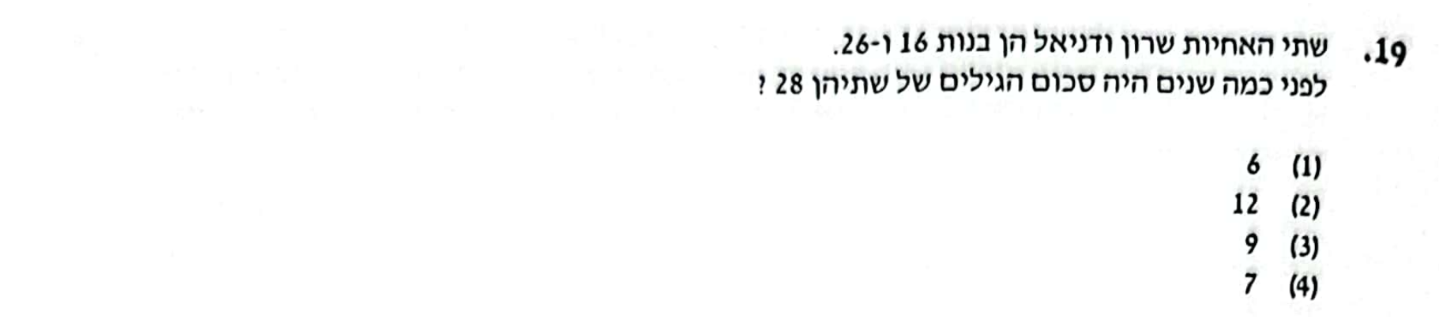 19. שתי האחיות שרון ודניאל הן בנות 16 ו-26.
לפני כמה שנים היה סכום הגילים של שתיהן 28 ?
(1) 6
(2) 12
(3) 9
(4) 7